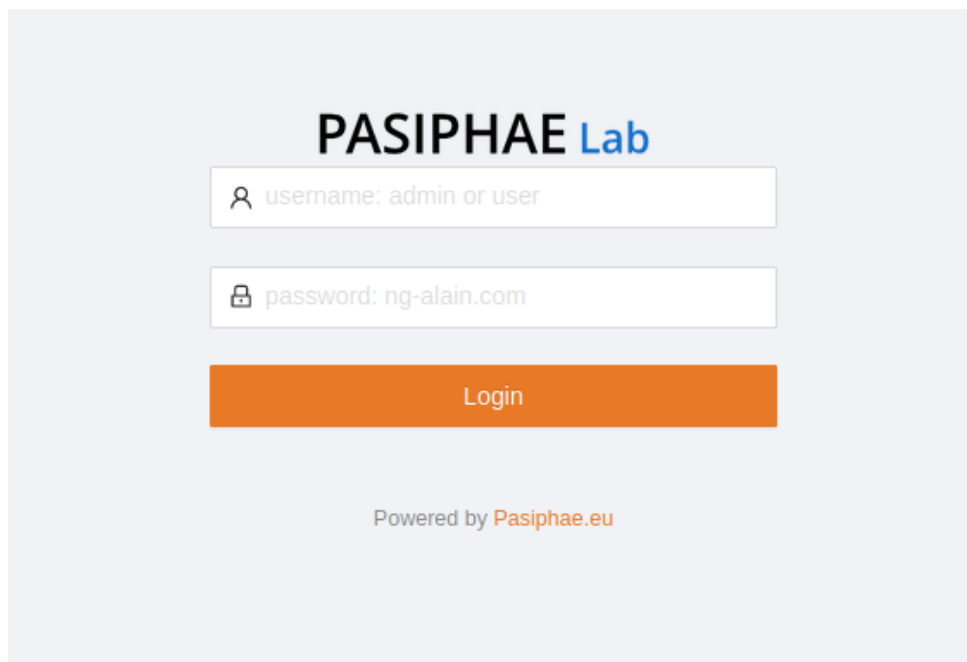 PASIPHAE Lab
username: admin or user
password: ng-alain.com
Login
Powered by Pasiphae.eu